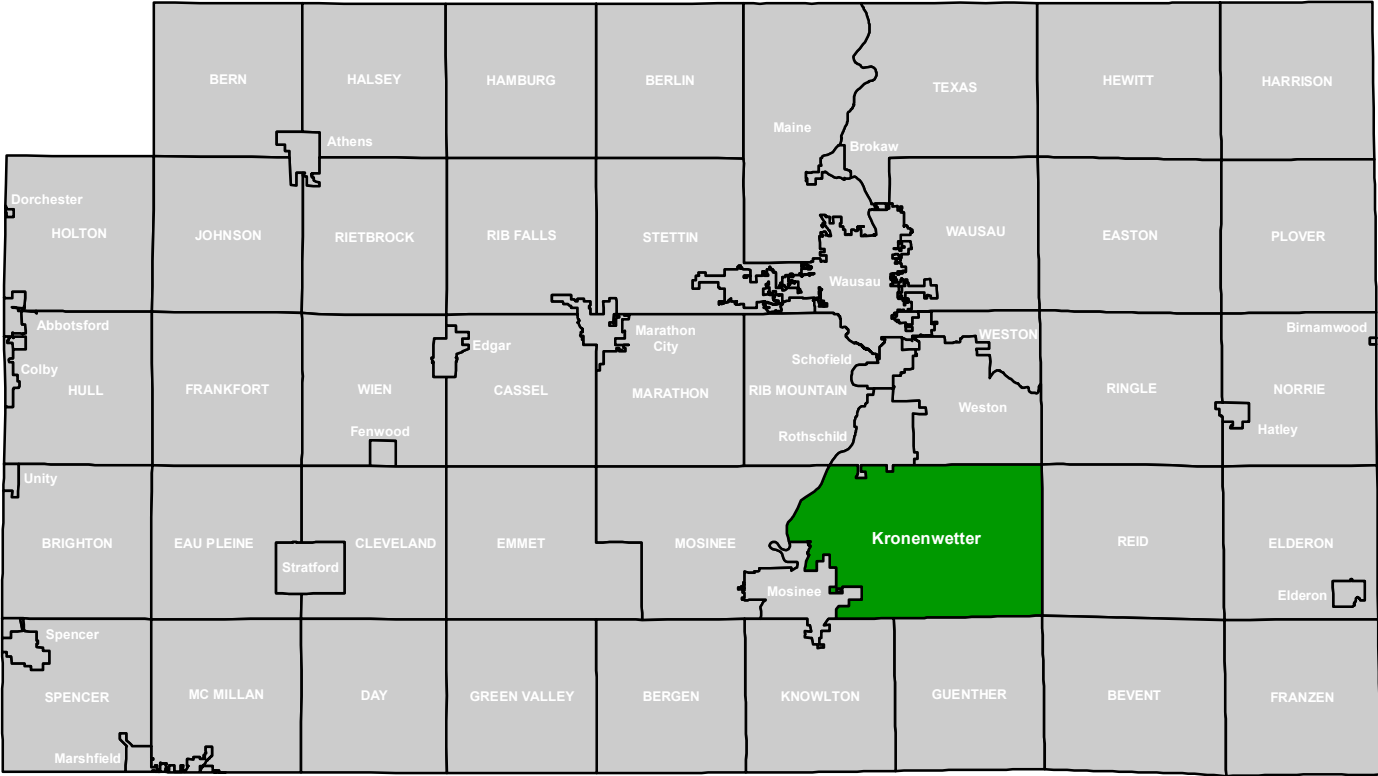 BERN
HALSEY
HAMBURG
BERLIN
TEXAS
HEWITT
HARRISON
Maine
Athens
Brokaw
Dorchester
HOLTON
JOHNSON
RIETBROCK
RIB FALLS
STETTIN
WAUSAU
EASTON
PLOVER
Wausau
Abbotsford
Marathon
City
Birnamwood
WESTON
Edgar
Schofield
Colby
HULL
FRANKFORT
WIEN
CASSEL
MARATHON
RIB MOUNTAIN
RINGLE
NORRIE
Weston
Fenwood
Rothschild
Hatley
Unity
BRIGHTON
EAU PLEINE
CLEVELAND
EMMET
MOSINEE
Kronenwetter
REID
ELDERON
Stratford
Mosinee
Elderon
Spencer
SPENCER
MC MILLAN
DAY
GREEN VALLEY
BERGEN
KNOWLTON
GUENTHER
BEVENT
FRANZEN
Marshfield